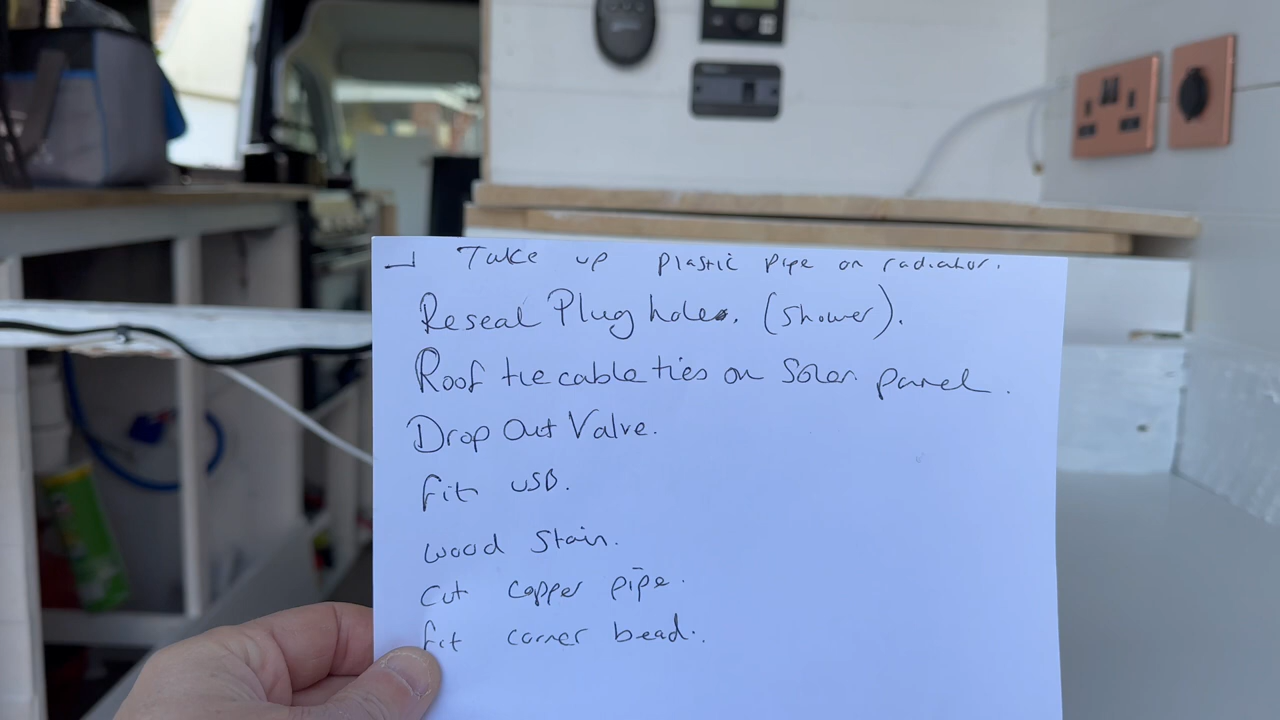 Take up plastic pipe on radiator.
Reseal Plug hole. (shower).
Roof tie cable ties on Solar panel.
Drop Out Valve.
fit USB.
wood Stain.
cut copper pipe.
fit corner bead.